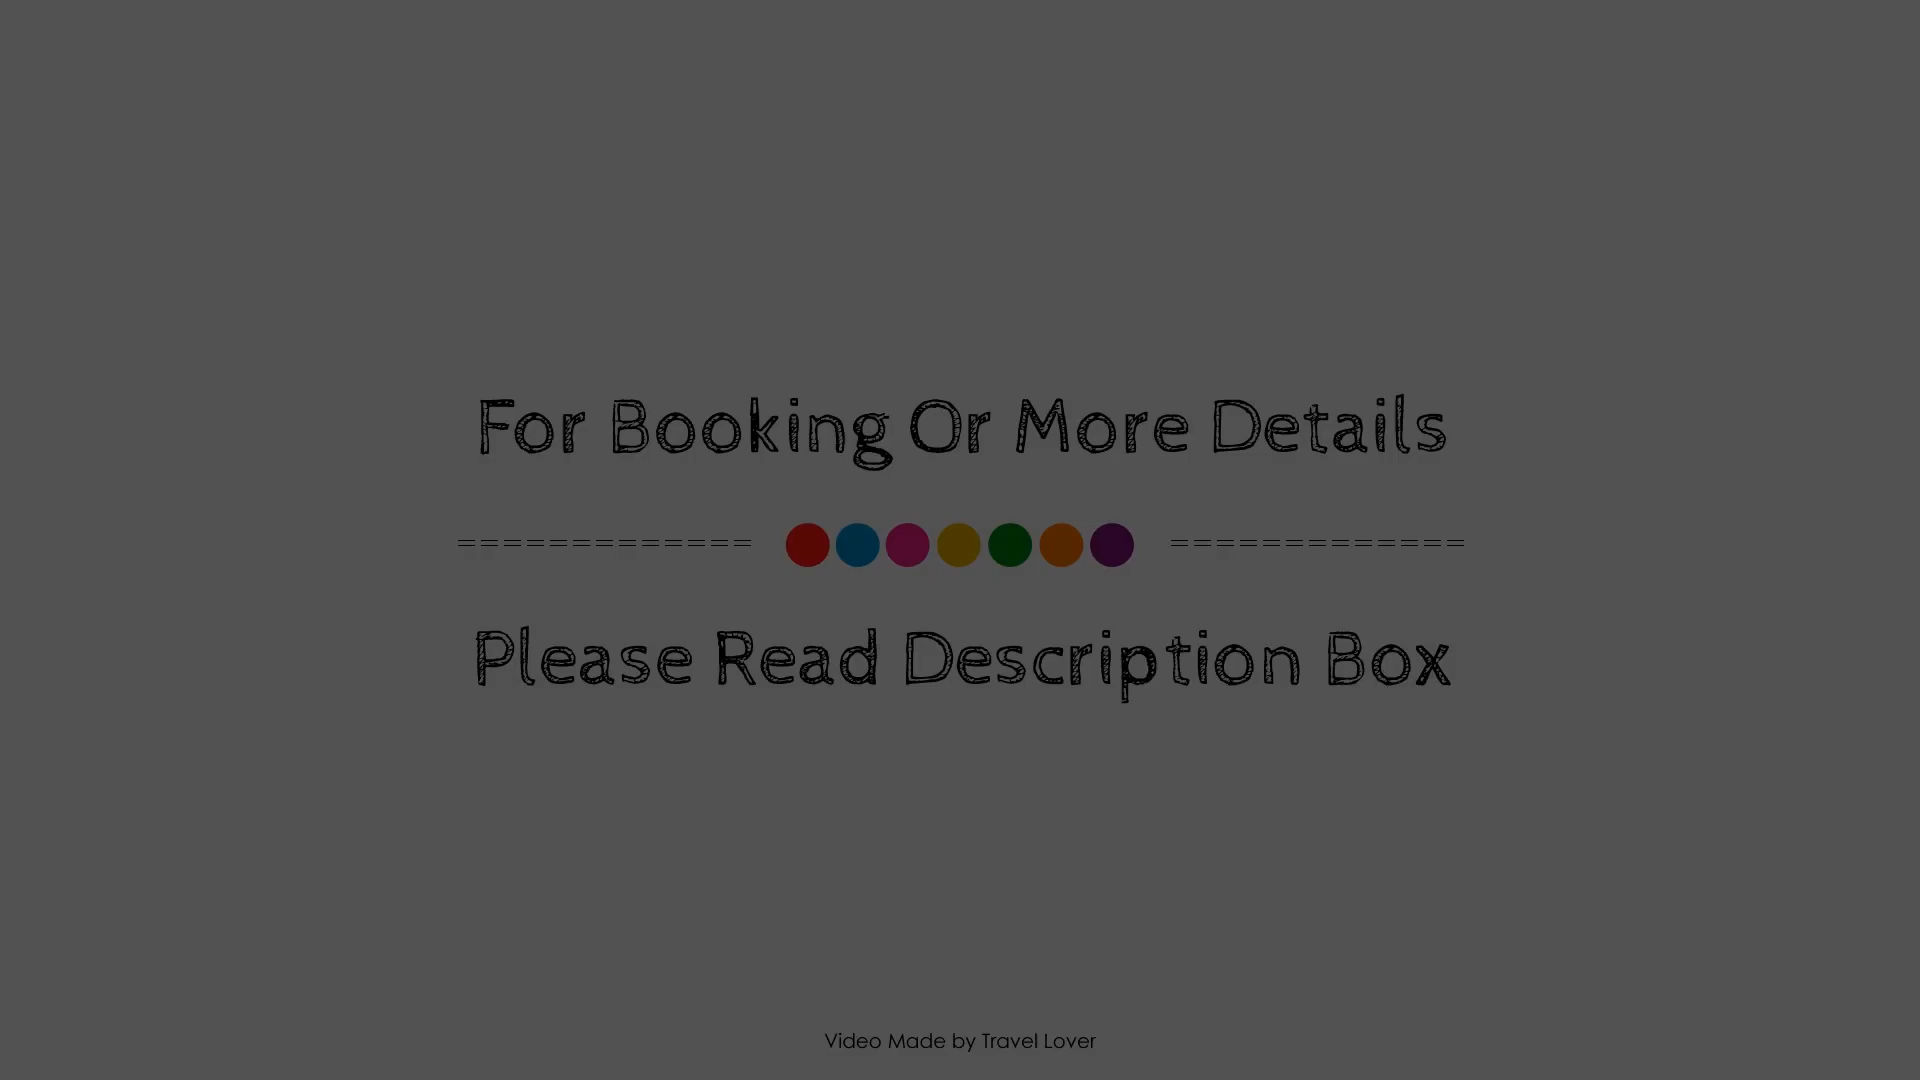 For Booking Or More Details
============= =============
Please Read Description Box
Video Made by Travel Lover